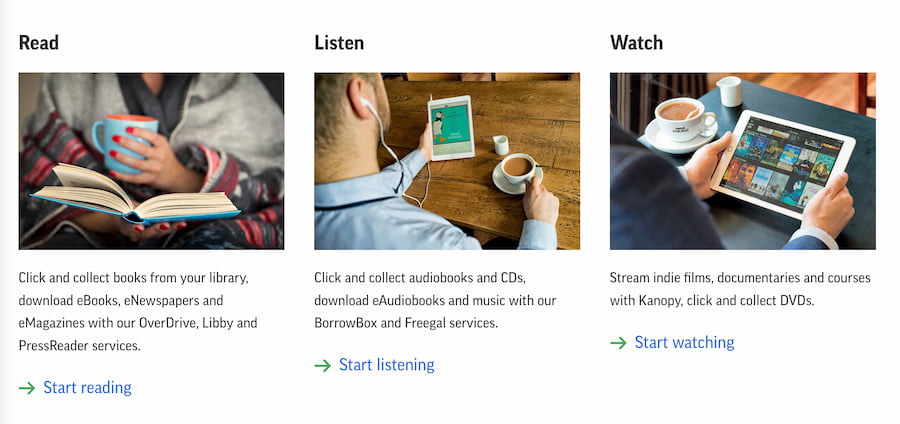 Read
Click and collect books from your library,
download eBooks, eNewspapers and
eMagazines with our OverDrive, Libby and
PressReader services.
Start reading
Listen
Click and collect audiobooks and CDs,
download eAudiobooks and music with our
BorrowBox and Freegal services.
Start listening
Watch
Stream indie films, documentaries and courses
with Kanopy, click and collect DVDs.
Start watching